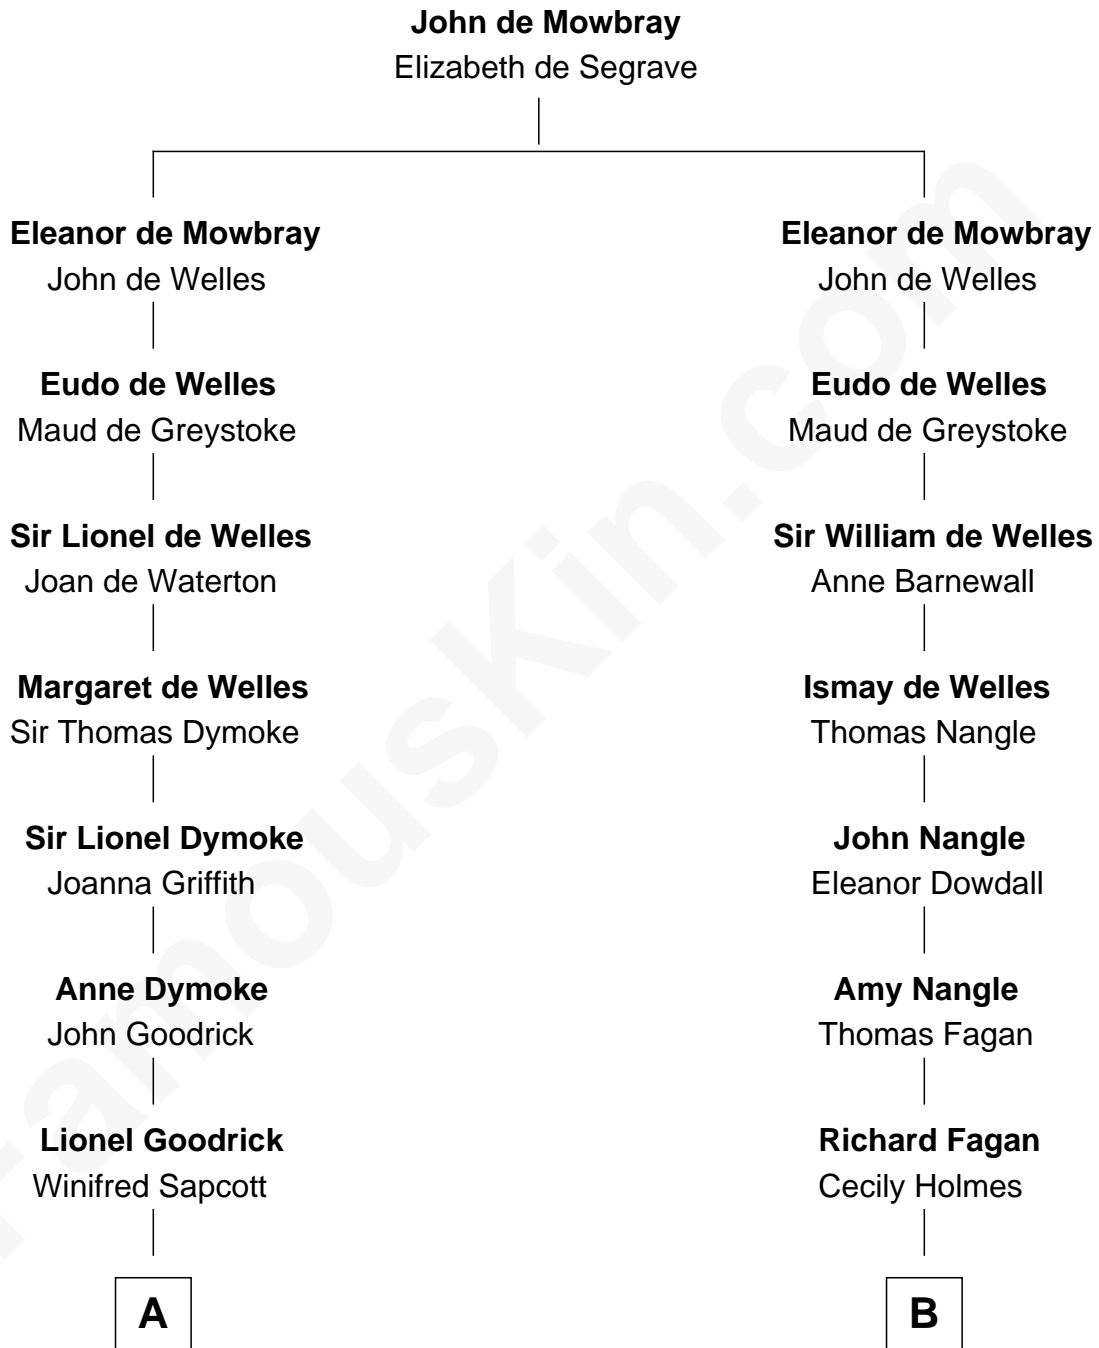 John de Mowbray
Elizabeth de Segrave
Eleanor de Mowbray
John de Welles
Eleanor de Mowbray
John de Welles
Eudo de Welles
Maud de Greystoke
Eudo de Welles
Maud de Greystoke
Sir Lionel de Welles
Joan de Waterton
Sir William de Welles
Anne Barnewall
Margaret de Welles
Sir Thomas Dymoke
Ismay de Welles
Thomas Nangle
Sir Lionel Dymoke
Joanna Griffith
John Nangle
Eleanor Dowdall
Anne Dymoke
John Goodrick
Amy Nangle
Thomas Fagan
Lionel Goodrick
Winifred Sapcott
Richard Fagan
Cecily Holmes
A
B
FamousKin.com